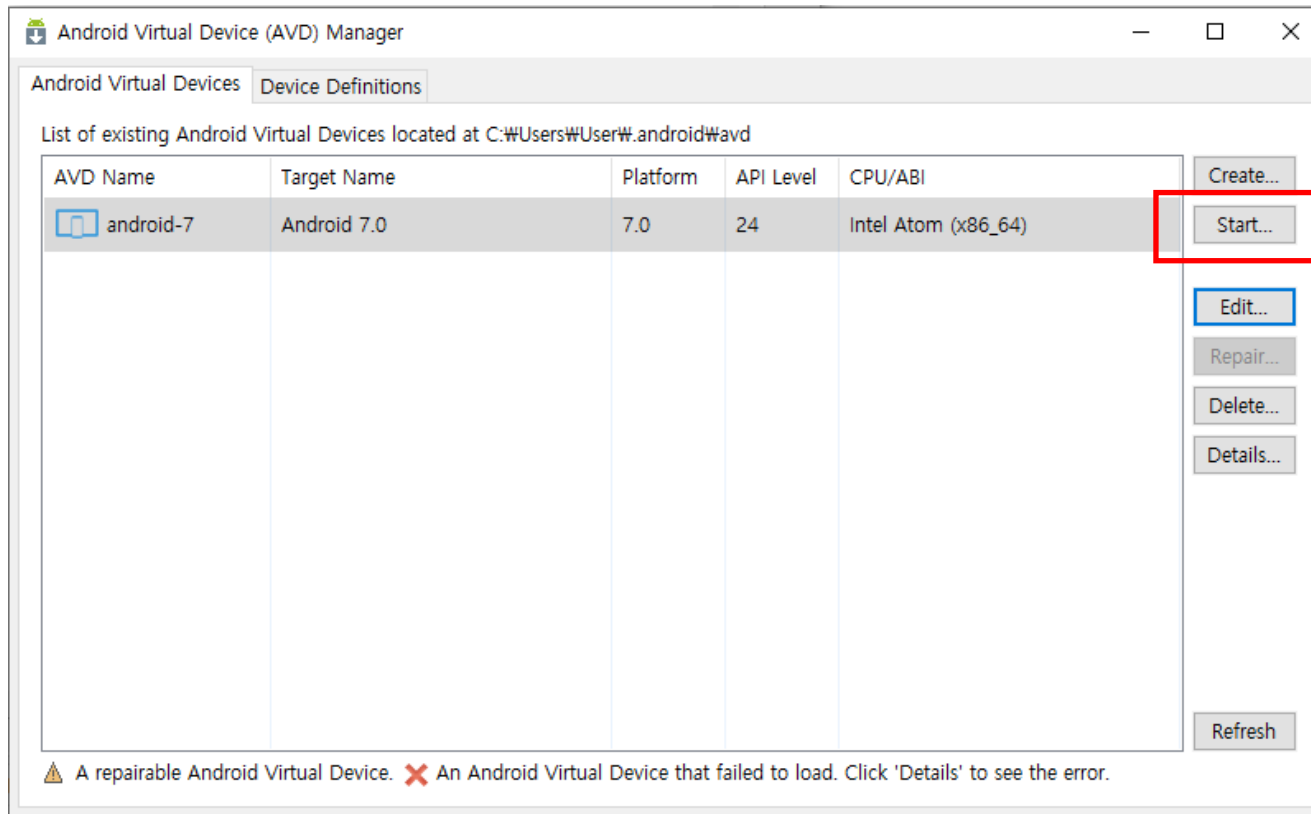 Android Virtual Device (AVD) Manager
Android Virtual Devices Device Definitions
List of existing Android Virtual Devices located at C:₩Users₩User₩.android₩avd
AVD Name Target Name Platform API Level CPU/ABI
android-7 Android 7.0 7.0 24 Intel Atom (x86_64)
Create...
Start...
Edit...
Repair...
Delete...
Details...
Refresh
A repairable Android Virtual Device. An Android Virtual Device that failed to load. Click 'Details' to see the error.